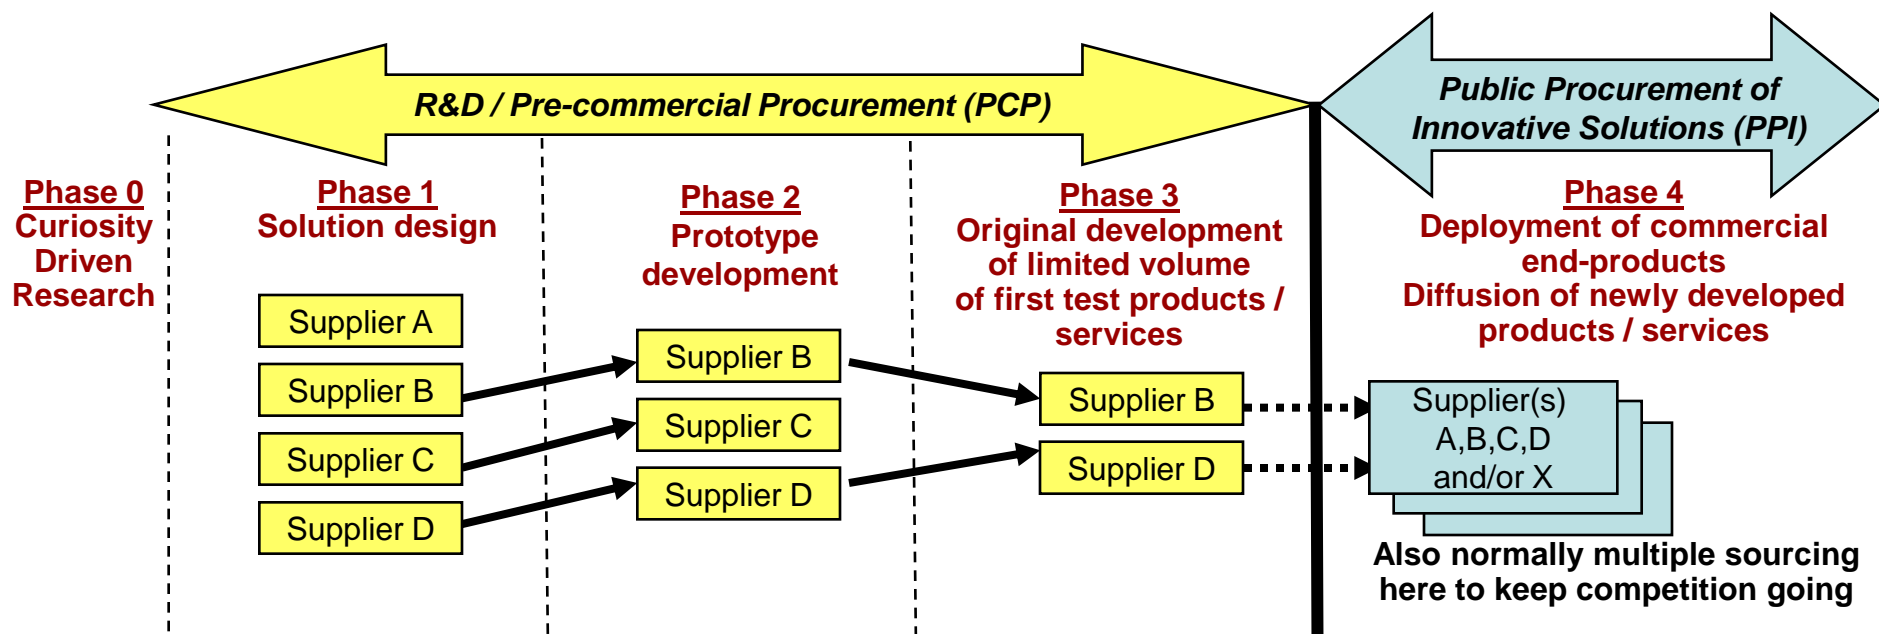 R&D / Pre-commercial Procurement (PCP)
Public Procurement of
Innovative Solutions (PPI)
Phase 0
Curiosity
Driven
Research
Phase 1
Solution design
Supplier A
Supplier B
Supplier C
Supplier D
Phase 2
Prototype
development
Supplier B
Supplier C
Supplier D
Phase 3
Original development
of limited volume
of first test products /
services
Supplier B
Supplier D
Phase 4
Deployment of commercial
end-products
Diffusion of newly developed
products / services
Supplier(s)
A,B,C,D
and/or X
Also normally multiple sourcing
here to keep competition going